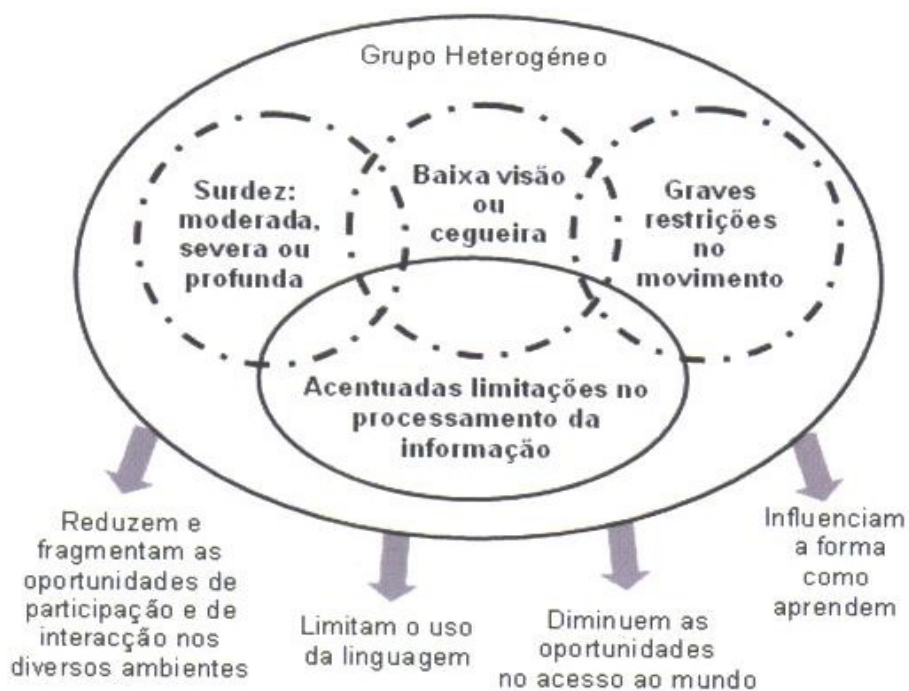 Grupo Heterogéneo
Surdez:
moderada,
severa ou
profunda
Baixa visão
ou
cegueira
Graves
restrições
no
movimento
Acentuadas limitações no
processamento da
informação
Reduzem e
fragmentam as
oportunidades de
participação e de
interacção nos
diversos ambientes
Limitam o uso
da linguagem
Diminuem as
oportunidades
no acesso ao mundo
Influenciam
a forma
como
aprendem